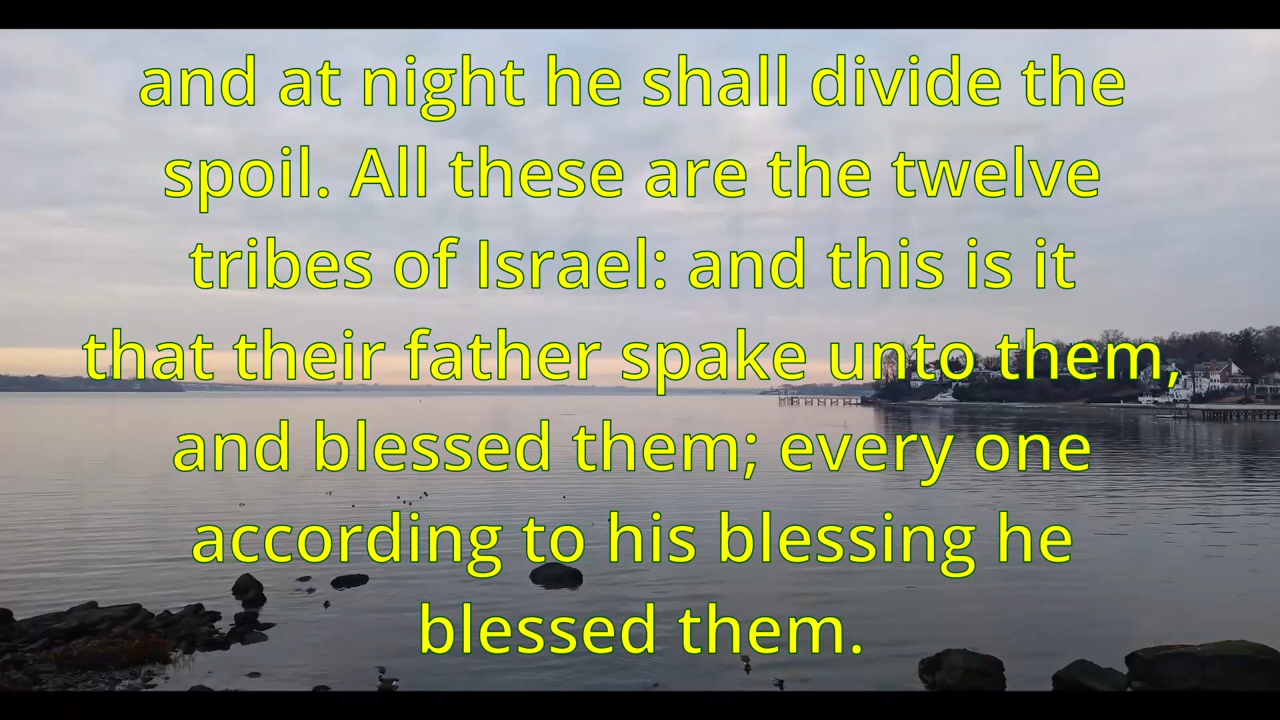 and at night he shall divide the
spoil. All these are the twelve
tribes of Israel: and this is it
that their father spake unto them,
and blessed them; every one
according to his blessing he
blessed them.